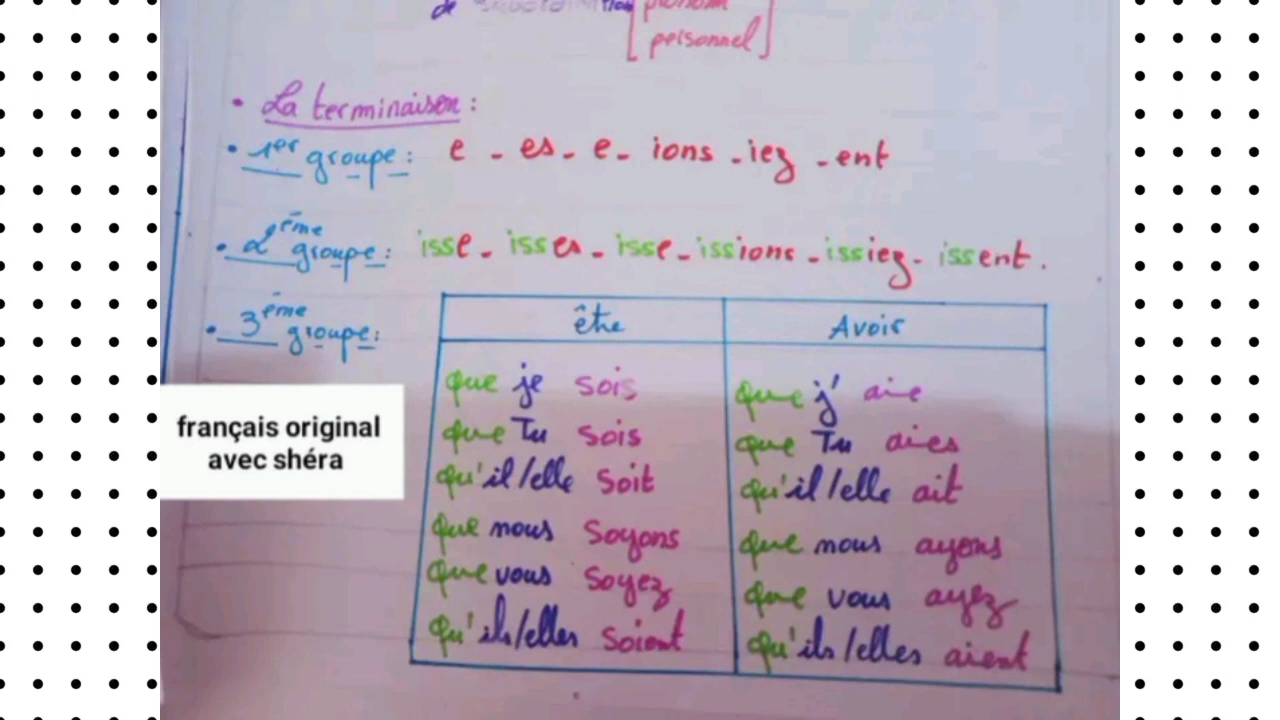 de
[pronom
personnel]
• La terminaison :
• 1er groupe : e - es - e - ions - iez - ent
• 2ème groupe : isse - isses - isse - issions - issiez - issent.
• 3ème groupe :
être
Avoir
que je sois
que Tu sois
qu'il/elle soit
que nous soyons
que vous soyez
qu'ils/elles soient
que j' aie
que Tu aies
qu'il/elle ait
que nous ayons
que vous ayez
qu'ils/elles aient
français original
avec shéra